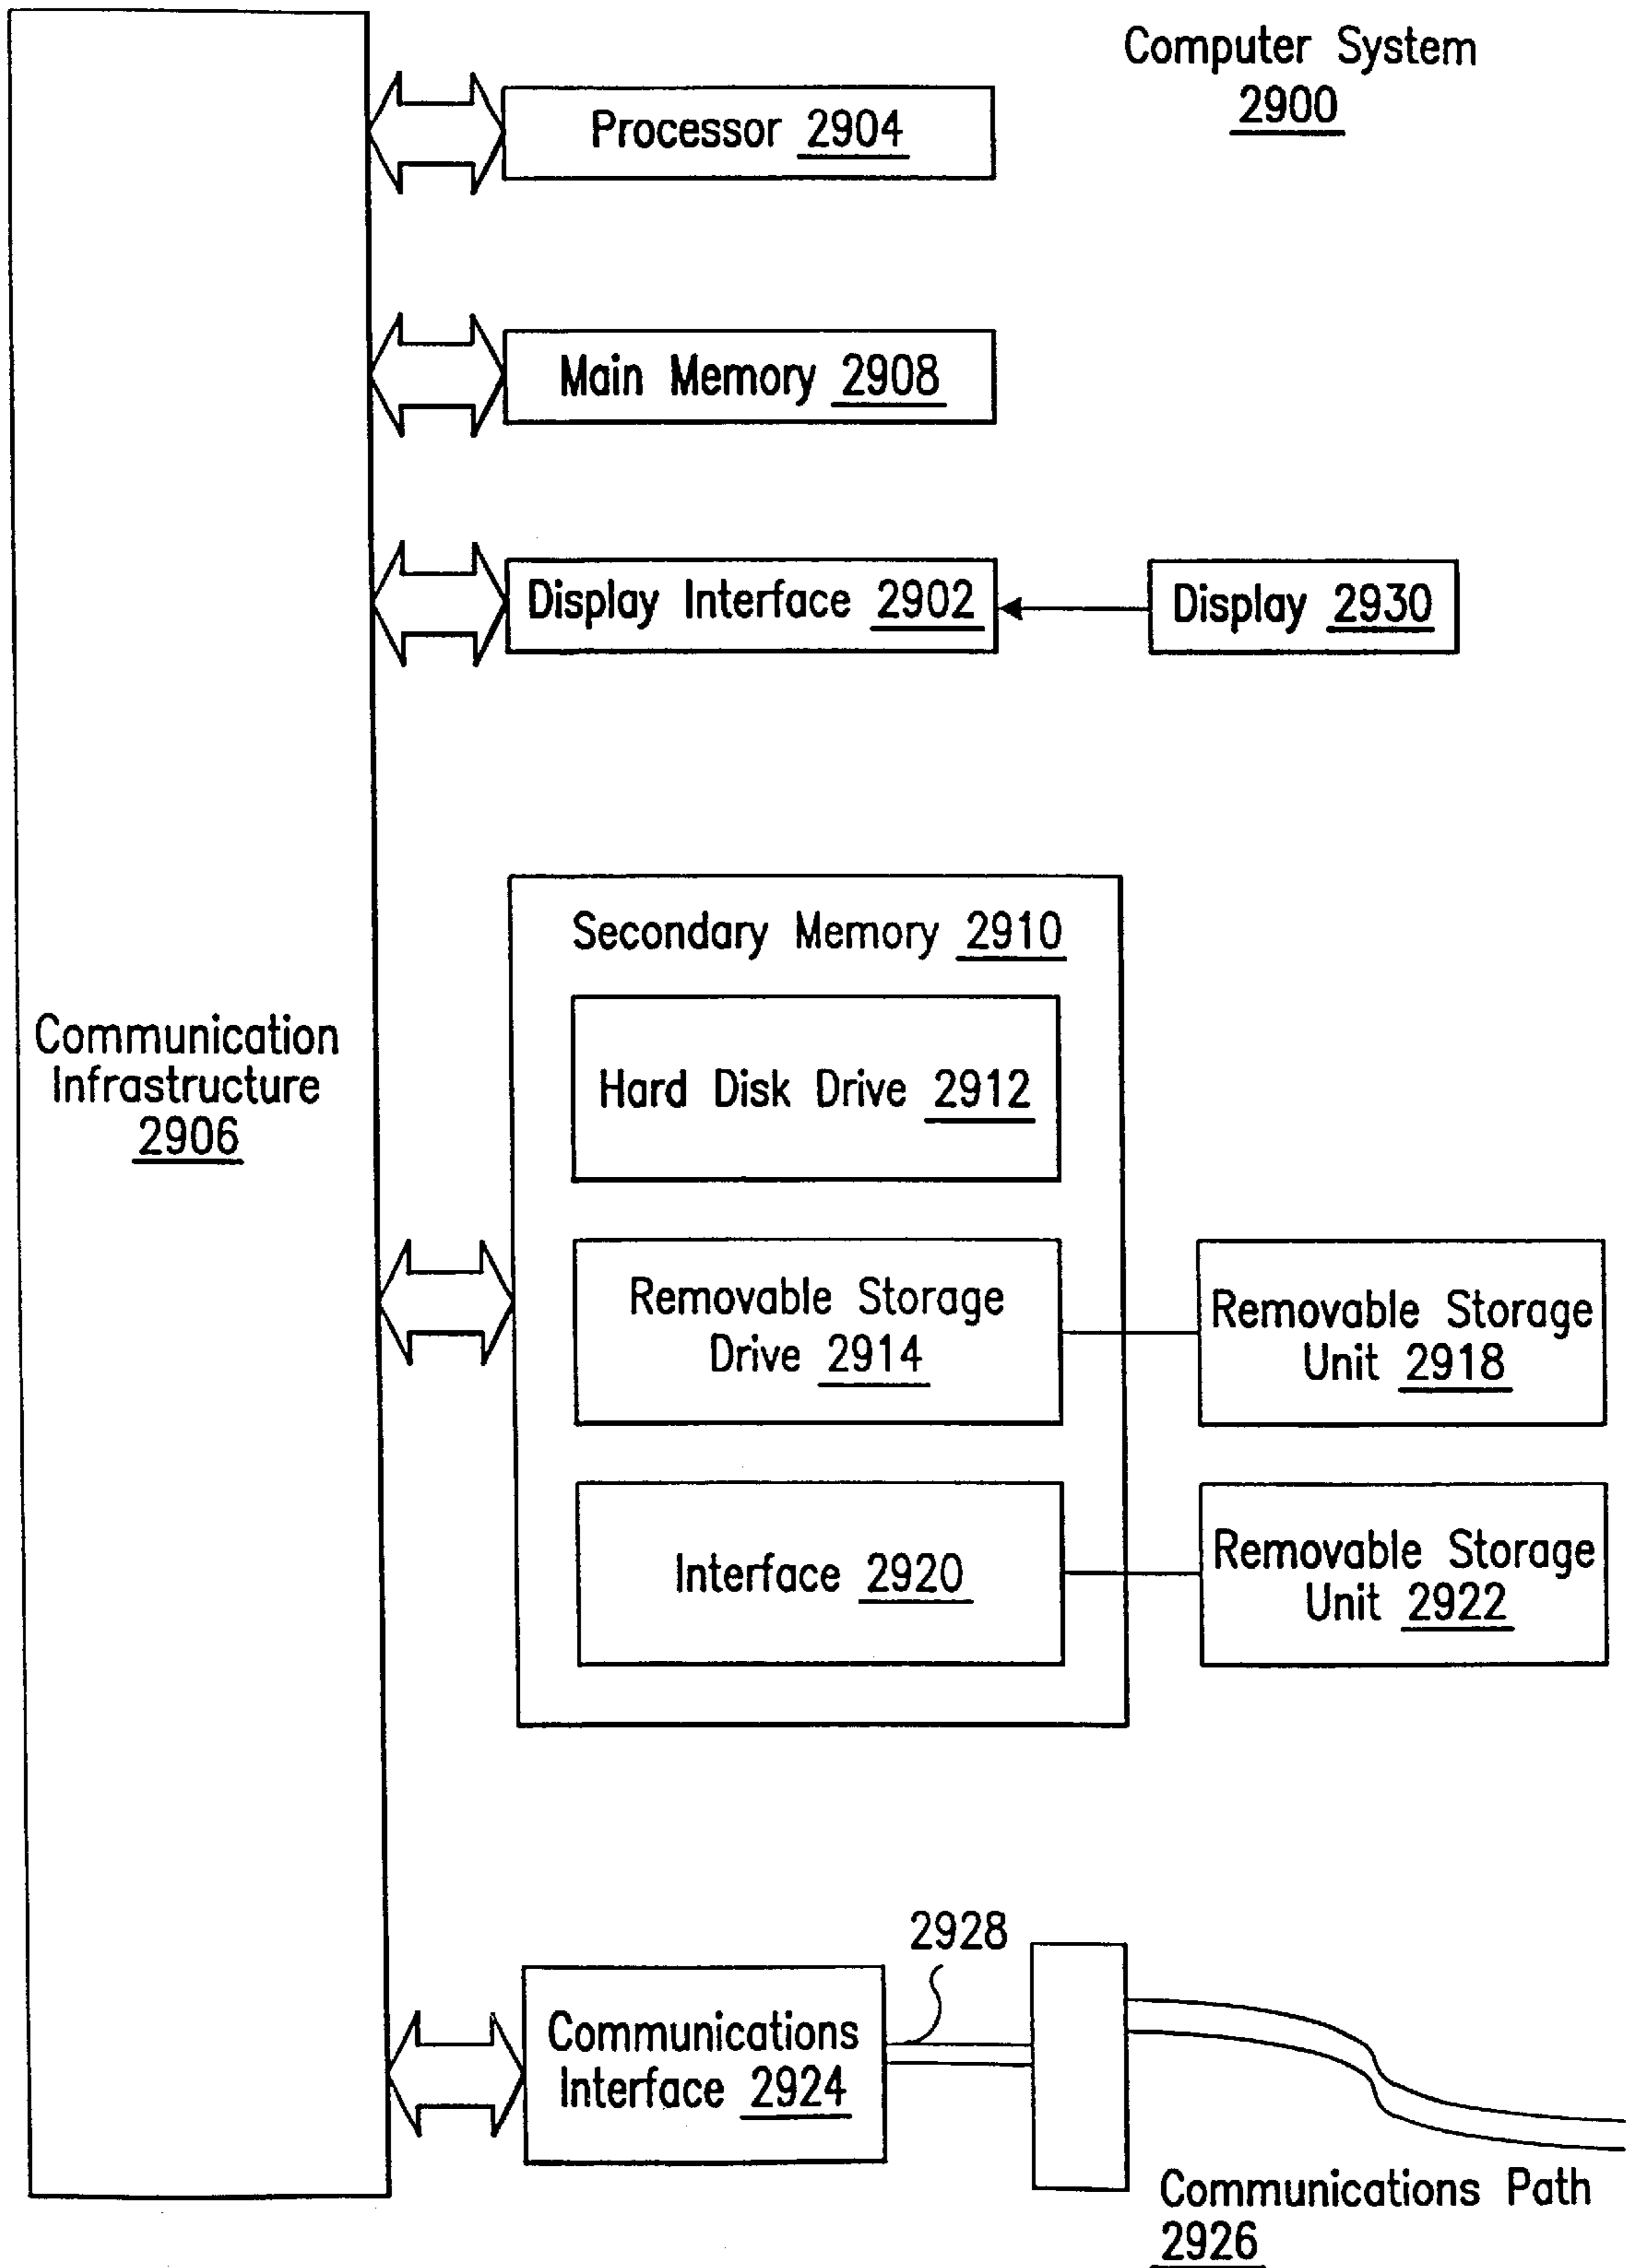 Computer System
2900
Processor 2904
Main Memory 2908
Display Interface 2902
Display 2930
Secondary Memory 2910
Communication
Infrastructure
2906
Hard Disk Drive 2912
Removable Storage
Drive 2914
Removable Storage
Unit 2918
Interface 2920
Removable Storage
Unit 2922
2928
Communications
Interface 2924
Communications Path
2926